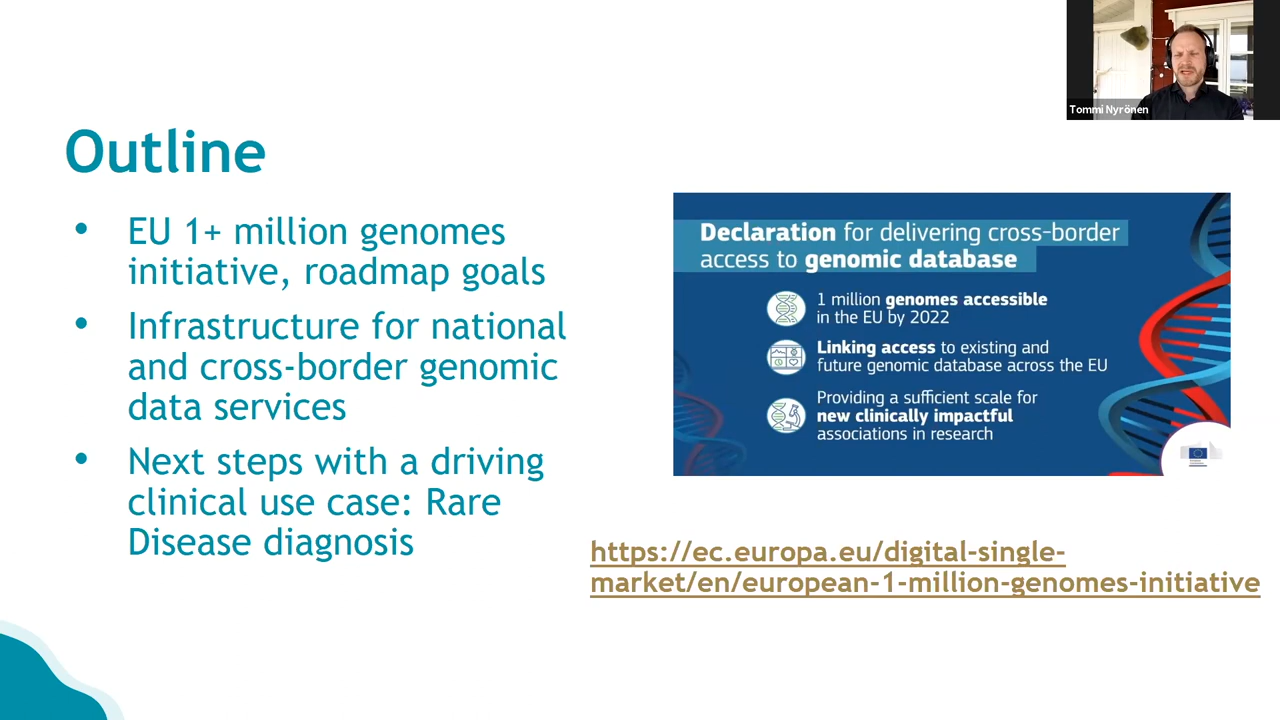 Tommi Nyrönen
Outline
• EU 1+ million genomes
initiative, roadmap goals
• Infrastructure for national
and cross-border genomic
data services
• Next steps with a driving
clinical use case: Rare
Disease diagnosis
Declaration for delivering cross-border
access to genomic database
1 million genomes accessible
in the EU by 2022
Linking access to existing and
future genomic database across the EU
Providing a sufficient scale for
new clinically impactful
associations in research
https://ec.europa.eu/digital-single-
market/en/european-1-million-genomes-initiative